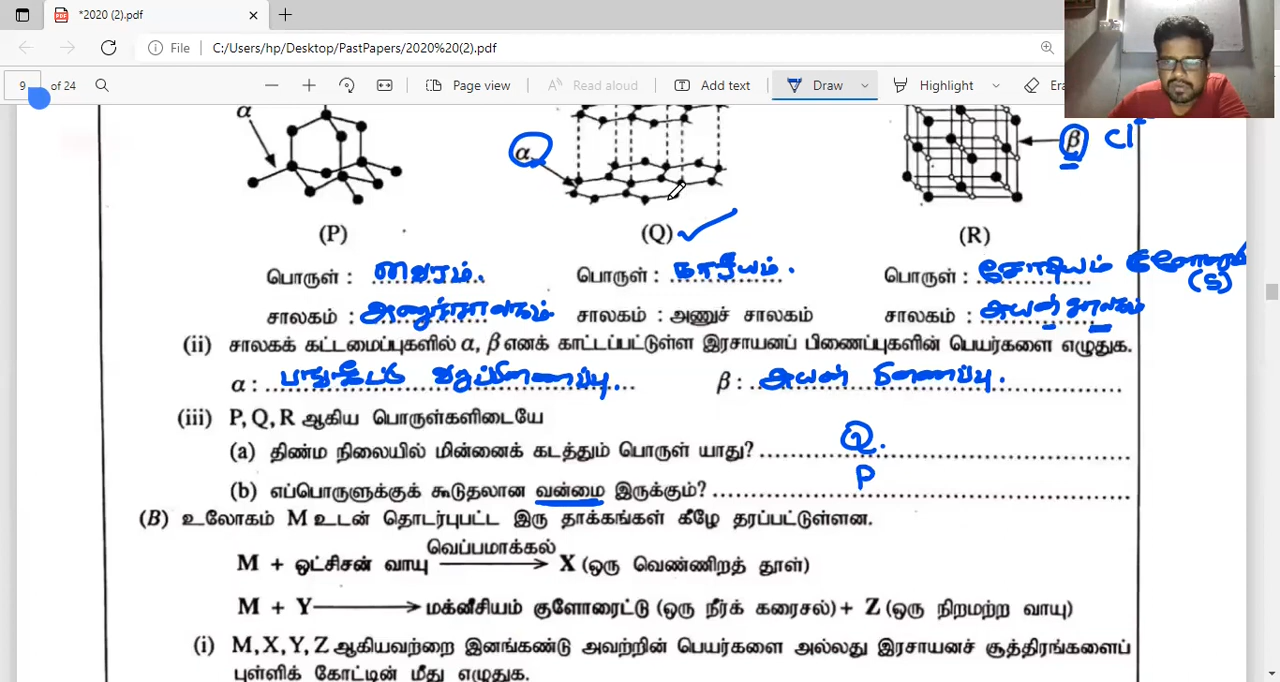 *2020 (2).pdf
File C:/Users/hp/Desktop/PastPapers/2020%20(2).pdf
9 of 24 Page view Read aloud Add text Draw Highlight Era
α α β Cl⁻
(P) (Q) (R)
பொருள் : வைரம். பொருள் : காரீயம். பொருள் : சோடியம்
(s)
சாலகம் : அணுச்சாலகம் சாலகம் : அணுச் சாலகம் சாலகம் : அயன் சாலகம்
(ii) சாலகக் கட்டமைப்புகளில் α, β எனக் காட்டப்பட்டுள்ள இரசாயனப் பிணைப்புகளின் பெயர்களை எழுதுக.
α : பங்கீட்டு வலுப்பிணைப்பு. β : அயன் பிணைப்பு.
(iii) P, Q, R ஆகிய பொருள்களிடையே
(a) திண்ம நிலையில் மின்னைக் கடத்தும் பொருள் யாது? Q.
(b) எப்பொருளுக்குக் கூடுதலான வன்மை இருக்கும்? P
(B) உலோகம் M உடன் தொடர்புபட்ட இரு தாக்கங்கள் கீழே தரப்பட்டுள்ளன.
வெப்பமாக்கல்
M + ஒட்சிசன் வாயு → X (ஒரு வெண்ணிறத் தூள்)
M + Y → மக்னீசியம் குளோரைட்டு (ஒரு நீர்க் கரைசல்) + Z (ஒரு நிறமற்ற வாயு)
(i) M, X, Y, Z ஆகியவற்றை இனங்கண்டு அவற்றின் பெயர்களை அல்லது இரசாயனச் சூத்திரங்களைப்
புள்ளிக் கோட்டின் மீது எழுதுக.